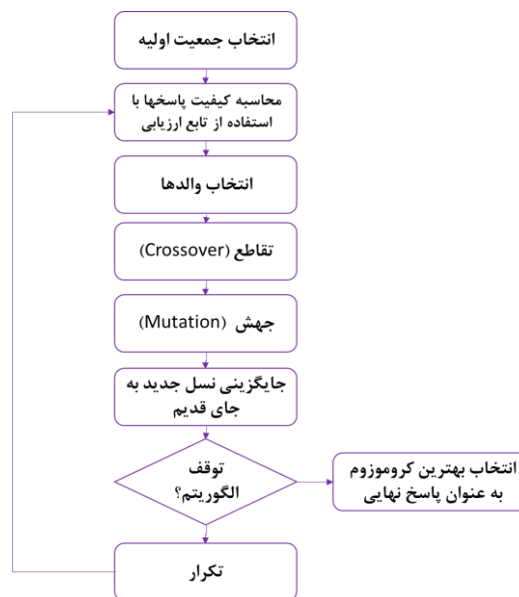 انتخاب جمعیت اولیه
محاسبه کیفیت پاسخها با
استفاده از تابع ارزیابی
انتخاب والدها
تقاطع (Crossover)
جهش (Mutation)
جایگزینی نسل جدید به
جای قدیم
توقف
الگوریتم؟
انتخاب بهترین کروموزوم
به عنوان پاسخ نهایی
تکرار